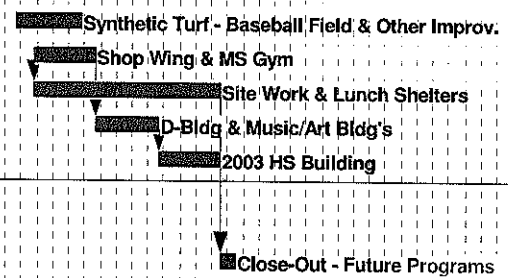 Synthetic Turf - Baseball Field & Other Improv.
Shop Wing & MS Gym
Site Work & Lunch Shelters
D-Bldg & Music/Art Bldg's
2003 HS Building
Close-Out - Future Programs